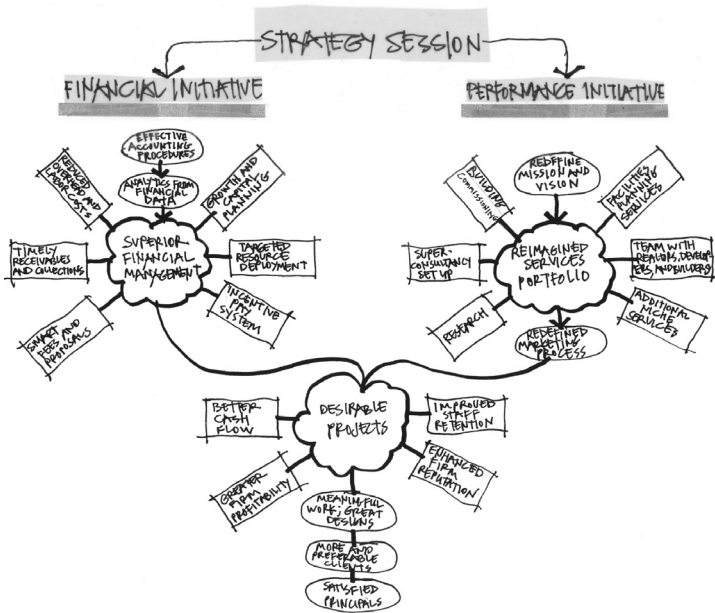 STRATEGY SESSION
FINANCIAL INITIATIVE
PERFORMANCE INITIATIVE
EFFECTIVE
ACCOUNTING
PROCEDURES
ANALYTICS FROM
FINANCIAL
DATA
REDUCED
OVERHEAD AND
LABOR COSTS
GROWTH AND
CAPITAL
PLANNING
TIMELY
RECEIVABLES
AND COLLECTIONS
SUPERIOR
FINANCIAL
MANAGEMENT
TARGETED
RESOURCE
DEPLOYMENT
SMART
FEES AND
PROPOSALS
INCENTIVE
PAY
SYSTEM
REDEFINE
MISSION AND
VISION
BUILDING
COMMISSIONING
FACILITIES
PLANNING
SERVICES
SUPER-
CONSULTANCY
SET UP
REIMAGINED
SERVICES
PORTFOLIO
TEAM WITH
REALTORS, DEVELOP-
ERS, AND BUILDERS
RESEARCH
ADDITIONAL
NICHE
SERVICES
REDEFINED
MARKETING
PROCESS
BETTER
CASH
FLOW
DESIRABLE
PROJECTS
IMPROVED
STAFF
RETENTION
GREATER
FIRM
PROFITABILITY
ENHANCED
FIRM
REPUTATION
MEANINGFUL
WORK; GREAT
DESIGNS
MORE AND
PREFERABLE
CLIENTS
SATISFIED
PRINCIPALS